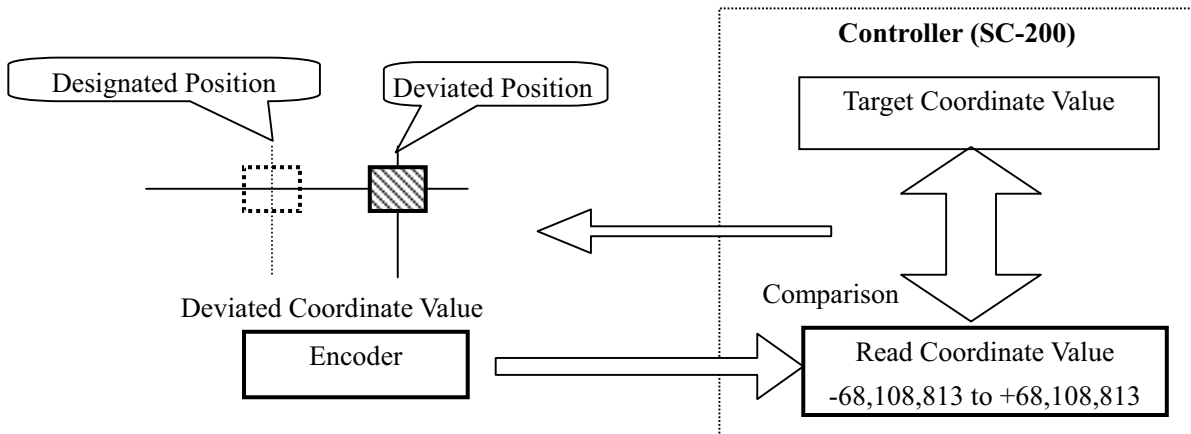 Controller (SC-200)
Designated Position
Deviated Position
Target Coordinate Value
Comparison
Deviated Coordinate Value
Encoder
Read Coordinate Value
-68,108,813 to +68,108,813